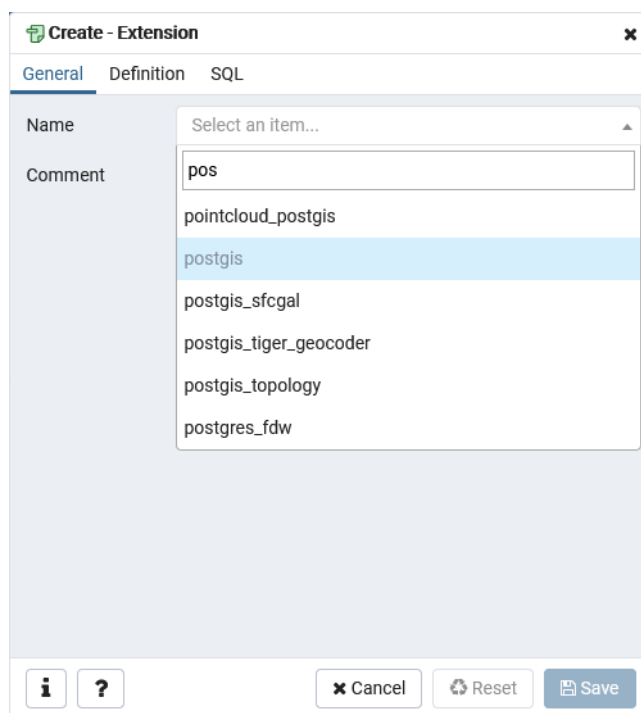 Create - Extension
General Definition SQL
Name
Select an item...
Comment
pos
pointcloud_postgis
postgis
postgis_sfcgal
postgis_tiger_geocoder
postgis_topology
postgres_fdw
i ? Cancel Reset Save